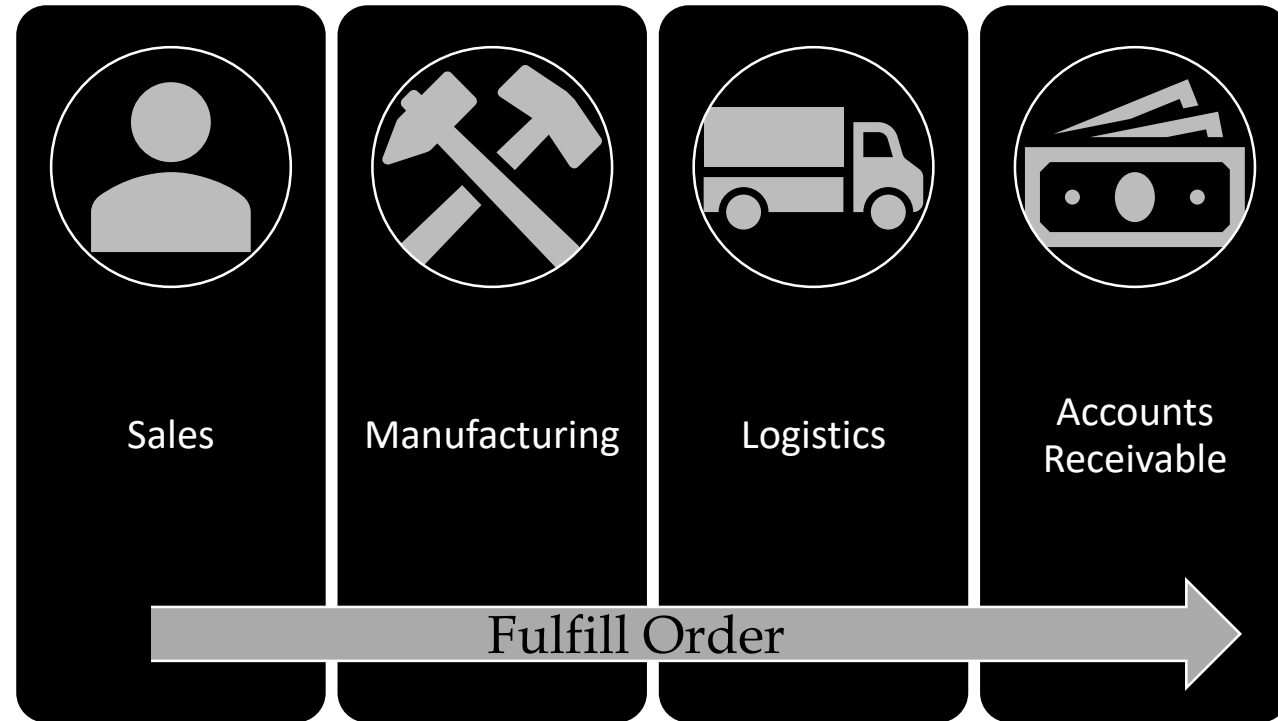 Sales
Manufacturing
Logistics
Accounts
Receivable
Fulfill Order